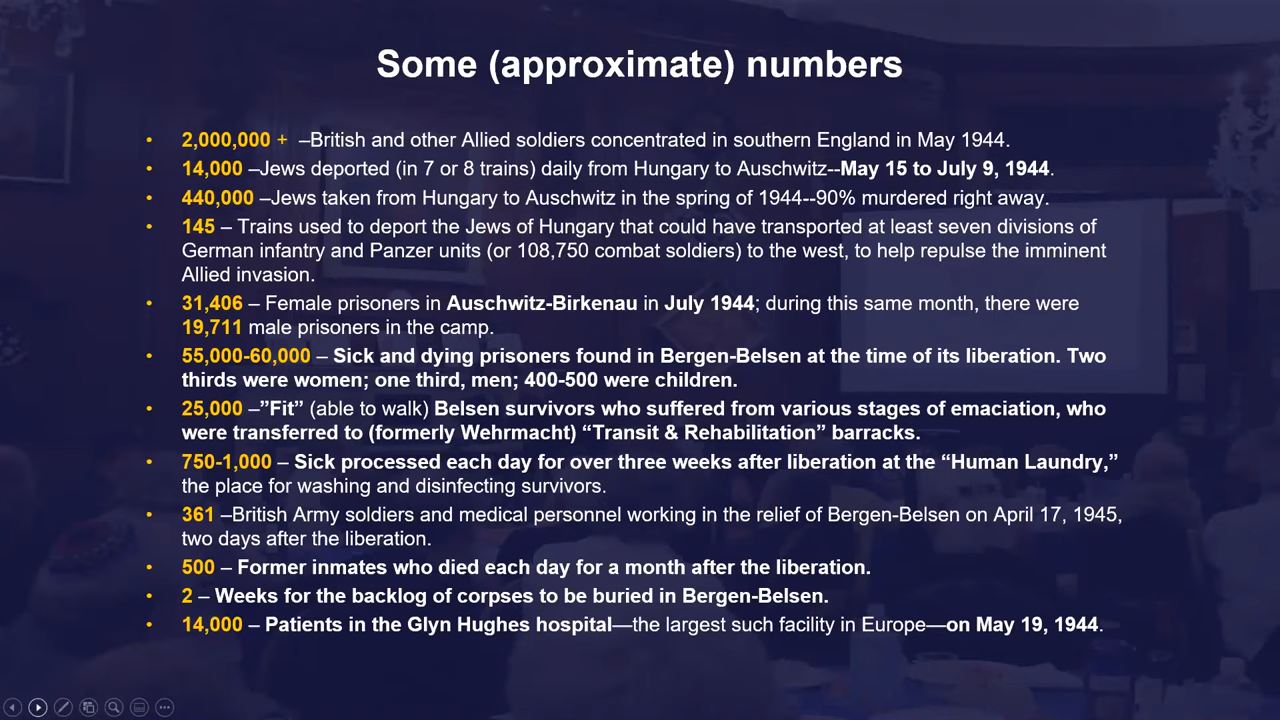 Some (approximate) numbers
• 2,000,000 + –British and other Allied soldiers concentrated in southern England in May 1944.
• 14,000 –Jews deported (in 7 or 8 trains) daily from Hungary to Auschwitz--May 15 to July 9, 1944.
• 440,000 –Jews taken from Hungary to Auschwitz in the spring of 1944--90% murdered right away.
• 145 – Trains used to deport the Jews of Hungary that could have transported at least seven divisions of
German infantry and Panzer units (or 108,750 combat soldiers) to the west, to help repulse the imminent
Allied invasion.
• 31,406 – Female prisoners in Auschwitz-Birkenau in July 1944; during this same month, there were
19,711 male prisoners in the camp.
• 55,000-60,000 – Sick and dying prisoners found in Bergen-Belsen at the time of its liberation. Two
thirds were women; one third, men; 400-500 were children.
• 25,000 –”Fit” (able to walk) Belsen survivors who suffered from various stages of emaciation, who
were transferred to (formerly Wehrmacht) “Transit & Rehabilitation” barracks.
• 750-1,000 – Sick processed each day for over three weeks after liberation at the “Human Laundry,”
the place for washing and disinfecting survivors.
• 361 –British Army soldiers and medical personnel working in the relief of Bergen-Belsen on April 17, 1945,
two days after the liberation.
• 500 – Former inmates who died each day for a month after the liberation.
• 2 – Weeks for the backlog of corpses to be buried in Bergen-Belsen.
• 14,000 – Patients in the Glyn Hughes hospital—the largest such facility in Europe—on May 19, 1944.